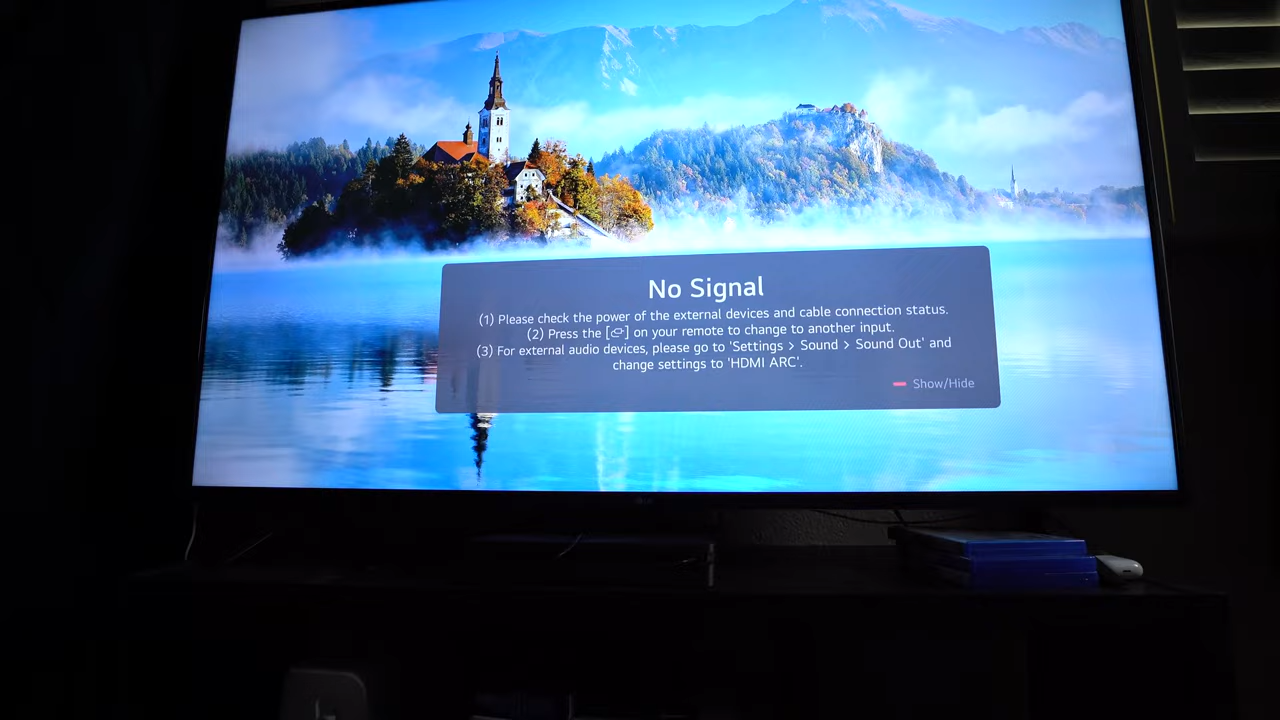 No Signal
(1) Please check the power of the external devices and cable connection status.
(2) Press the [⏎] on your remote to change to another input.
(3) For external audio devices, please go to 'Settings > Sound > Sound Out' and
change settings to 'HDMI ARC'.
Show/Hide
LG